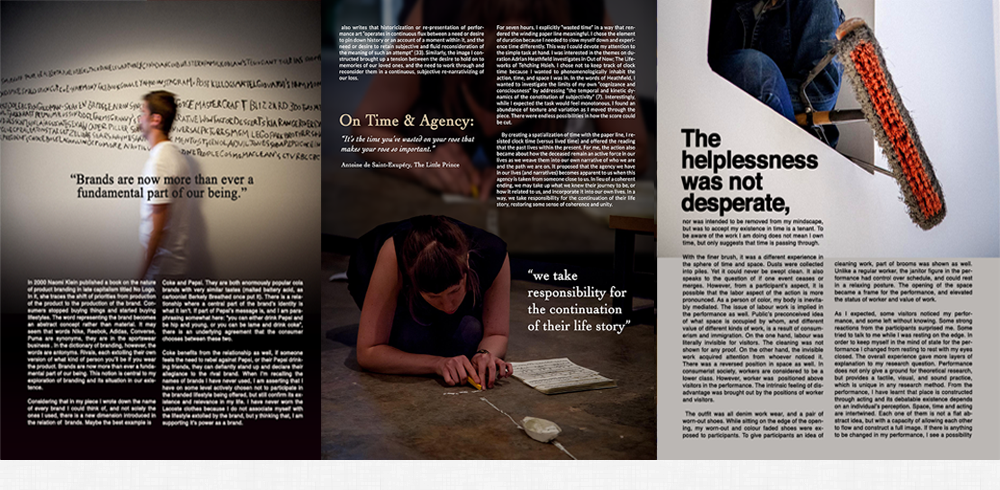 "Brands are now more than ever a
fundamental part of our being."
In 2000 Naomi Klein published a book on the nature
of product branding in late capitalism titled No Logo.
In it, she traces the shift of priorities from production
of the product to the production of the brand. Con-
sumers stopped buying things and started buying
lifestyles. The word representing the brand becomes
an abstract concept rather than material. It may
seem that words Nike, Reebok, Adidas, Converse,
Puma are synonyms, they are in the sportswear
business. In the dictionary of branding, however, the
words are antonyms. Rivals, each extolling their own
version of what kind of person you'll be if you wear
the product. Brands are now more than ever a funda-
mental part of our being. This notion is central to my
exploration of branding and its situation in our exis-
tence.
Considering that in my piece I wrote down the name
of every brand I could think of, and not solely the
ones I used, there is a new dimension introduced in
the relation of brands. Maybe the best example is
Coke and Pepsi. They are both enormously popular cola
brands with very similar tastes (mailed barbery acid, as
cartoonist Berkely Breathed once put it). There is a rela-
tionship where a central part of the brand's identity is
what it isn't. If part of Pepsi's message is, and I am para-
phrasing somewhat here: "you can either drink Pepsi and
be hip and young, or you can be lame and drink coke",
there is an underlying agreement that the consumer
chooses between these two.
Coke benefits from the relationship as well. If someone
feels the need to rebel against Pepsi, or their Pepsi drink-
ing friends, they can defiantly stand up and declare their
allegiance to the rival brand. When I'm recalling the
names of brands I have never used, I am asserting that I
have on some level actively chosen not to participate in
the branded lifestyle being offered, but still confirm its ex-
istence and relevance in my life. I have never worn the
Lacoste clothes because I do not associate myself with
the lifestyle extolled by the brand, but y thinking that, I am
supporting it's power as a brand.
also writes that historicization or re-presentation of perfor-
mance art "operates in continuous flux between a need or desire
to pin down history or an account of a moment within it, and the
need or desire to retain subjective and fluid reconsideration of
the meaning of such an attempt" (33). Similarly, the image I con-
structed brought up a tension between the desire to hold on to
memories of our loved ones, and the need to work through and
reconsider them in a continuous, subjective re-narrativizing of
our loss.
On Time & Agency:
"It's the time you've wasted on your rose that
makes your rose so important."
Antoine de Saint-Exupéry, The Little Prince
For seven hours, I explicitly "wasted time" in a way that ren-
dered the winding paper line meaningful. I chose the element
of duration because I needed to slow myself down and experi-
ence time differently. This way I could devote my attention to
the simple task at hand. I was interested in the themes on du-
ration Adrian Heathfield investigates in Out of Now: The Life-
works of Tehching Hsieh. I chose not to keep track of clock
time because I wanted to phenomenologically inhabit the
action, time, and space I was in. In the words of Heathfield, I
wanted to investigate the limits of my own "cognizance and
consciousness" by addressing "the temporal and kinetic dy-
namics of the constitution of subjectivity" (7). Interestingly,
while I expected the task would feel monotonous, I found an
abundance of texture and variation as I moved through the
piece. There were endless possibilities in how the score could
be cut.
By creating a spatialization of time with the paper line, I re-
sisted clock time (versus lived time) and offered the reading
that the past lives within the present. For me, the action also
became about how the deceased remain an active force in our
lives as we weave them into our own narrative of who we are
and the path we are on. It proposed that the agency we have
in our lives (and narratives) becomes apparent to us when this
agency is taken from someone close to us. In lieu of a coherent
ending, we may take up what we knew their journey to be, or
how it related to us, and incorporate it into our own lives. In a
way, we take responsibility for the continuation of their life
story, restoring some sense of coherence and unity.
"we take
responsibility for
the continuation
of their life story"
The
helplessness
was not
desperate,
nor was intended to be removed from my mindscape,
but was to accept my existence in time is a tenant. To
be aware of the work I am doing does not mean I own
time, but only suggests that time is passing through.
With the finer brush, it was a different experience in
the sphere of time and space. Dusts were collected
into piles. Yet it could never be swept clean. It also
speaks to the question of if one event ceases or
merges. However, from a participant's aspect, it is
possible that the labor aspect of the action is more
pronounced. As a person of color, my body is inevita-
bly mediated. The issue of labour work is implied in
the performance as well. Public's preconceived idea
of what space is occupied by whom, and different
value of different kinds of work, is a result of consum-
erism and immigration. On the one hand, labour was
literally invisible for visitors. The cleaning was not
shown for any proof. On the other hand, the invisible
work acquired attention from whoever noticed it.
There was a reversed position in space as well. In
consumerist society, workers are considered to be a
lower class. However, worker was positioned above
visitors in the performance. The intrinsic feeling of dis-
advantage was brought out by the positions of worker
and visitors.
The outfit was all denim work wear, and a pair of
worn-out shoes. While sitting on the edge of the open-
ing, my worn-out and colour faded shoes were ex-
posed to participants. To give participants an idea of
cleaning work, part of brooms was shown as well.
Unlike a regular worker, the janitor figure in the per-
formance had control over schedule, and could rest
in a relaxing posture. The opening of the space
became a frame for the performance, and elevated
the status of worker and value of work.
As I expected, some visitors noticed my perfor-
mance, and some left without knowing. Some strong
reactions from the participants surprised me. Some
tried to talk to me while I was resting on the edge. In
order to keep myself in the mind of stale for the per-
formance I changed from resting to rest with my eyes
closed. The overall experience gave more layers of
explanation to my research question. Performance
does not only give a ground for theoretical research,
but provides a tactile, visual, and sound practice,
which is unique in any research method. From the
performance, I have learnt that place is constructed
through acting and its debatable existence depends
on an individual's perception. Space, time and acting
are intertwined. Each one of them is not a flat ab-
stract idea, but with a capacity of allowing each other
to flow and construct a full image. If there is anything
to be changed in my performance, I see a possibility